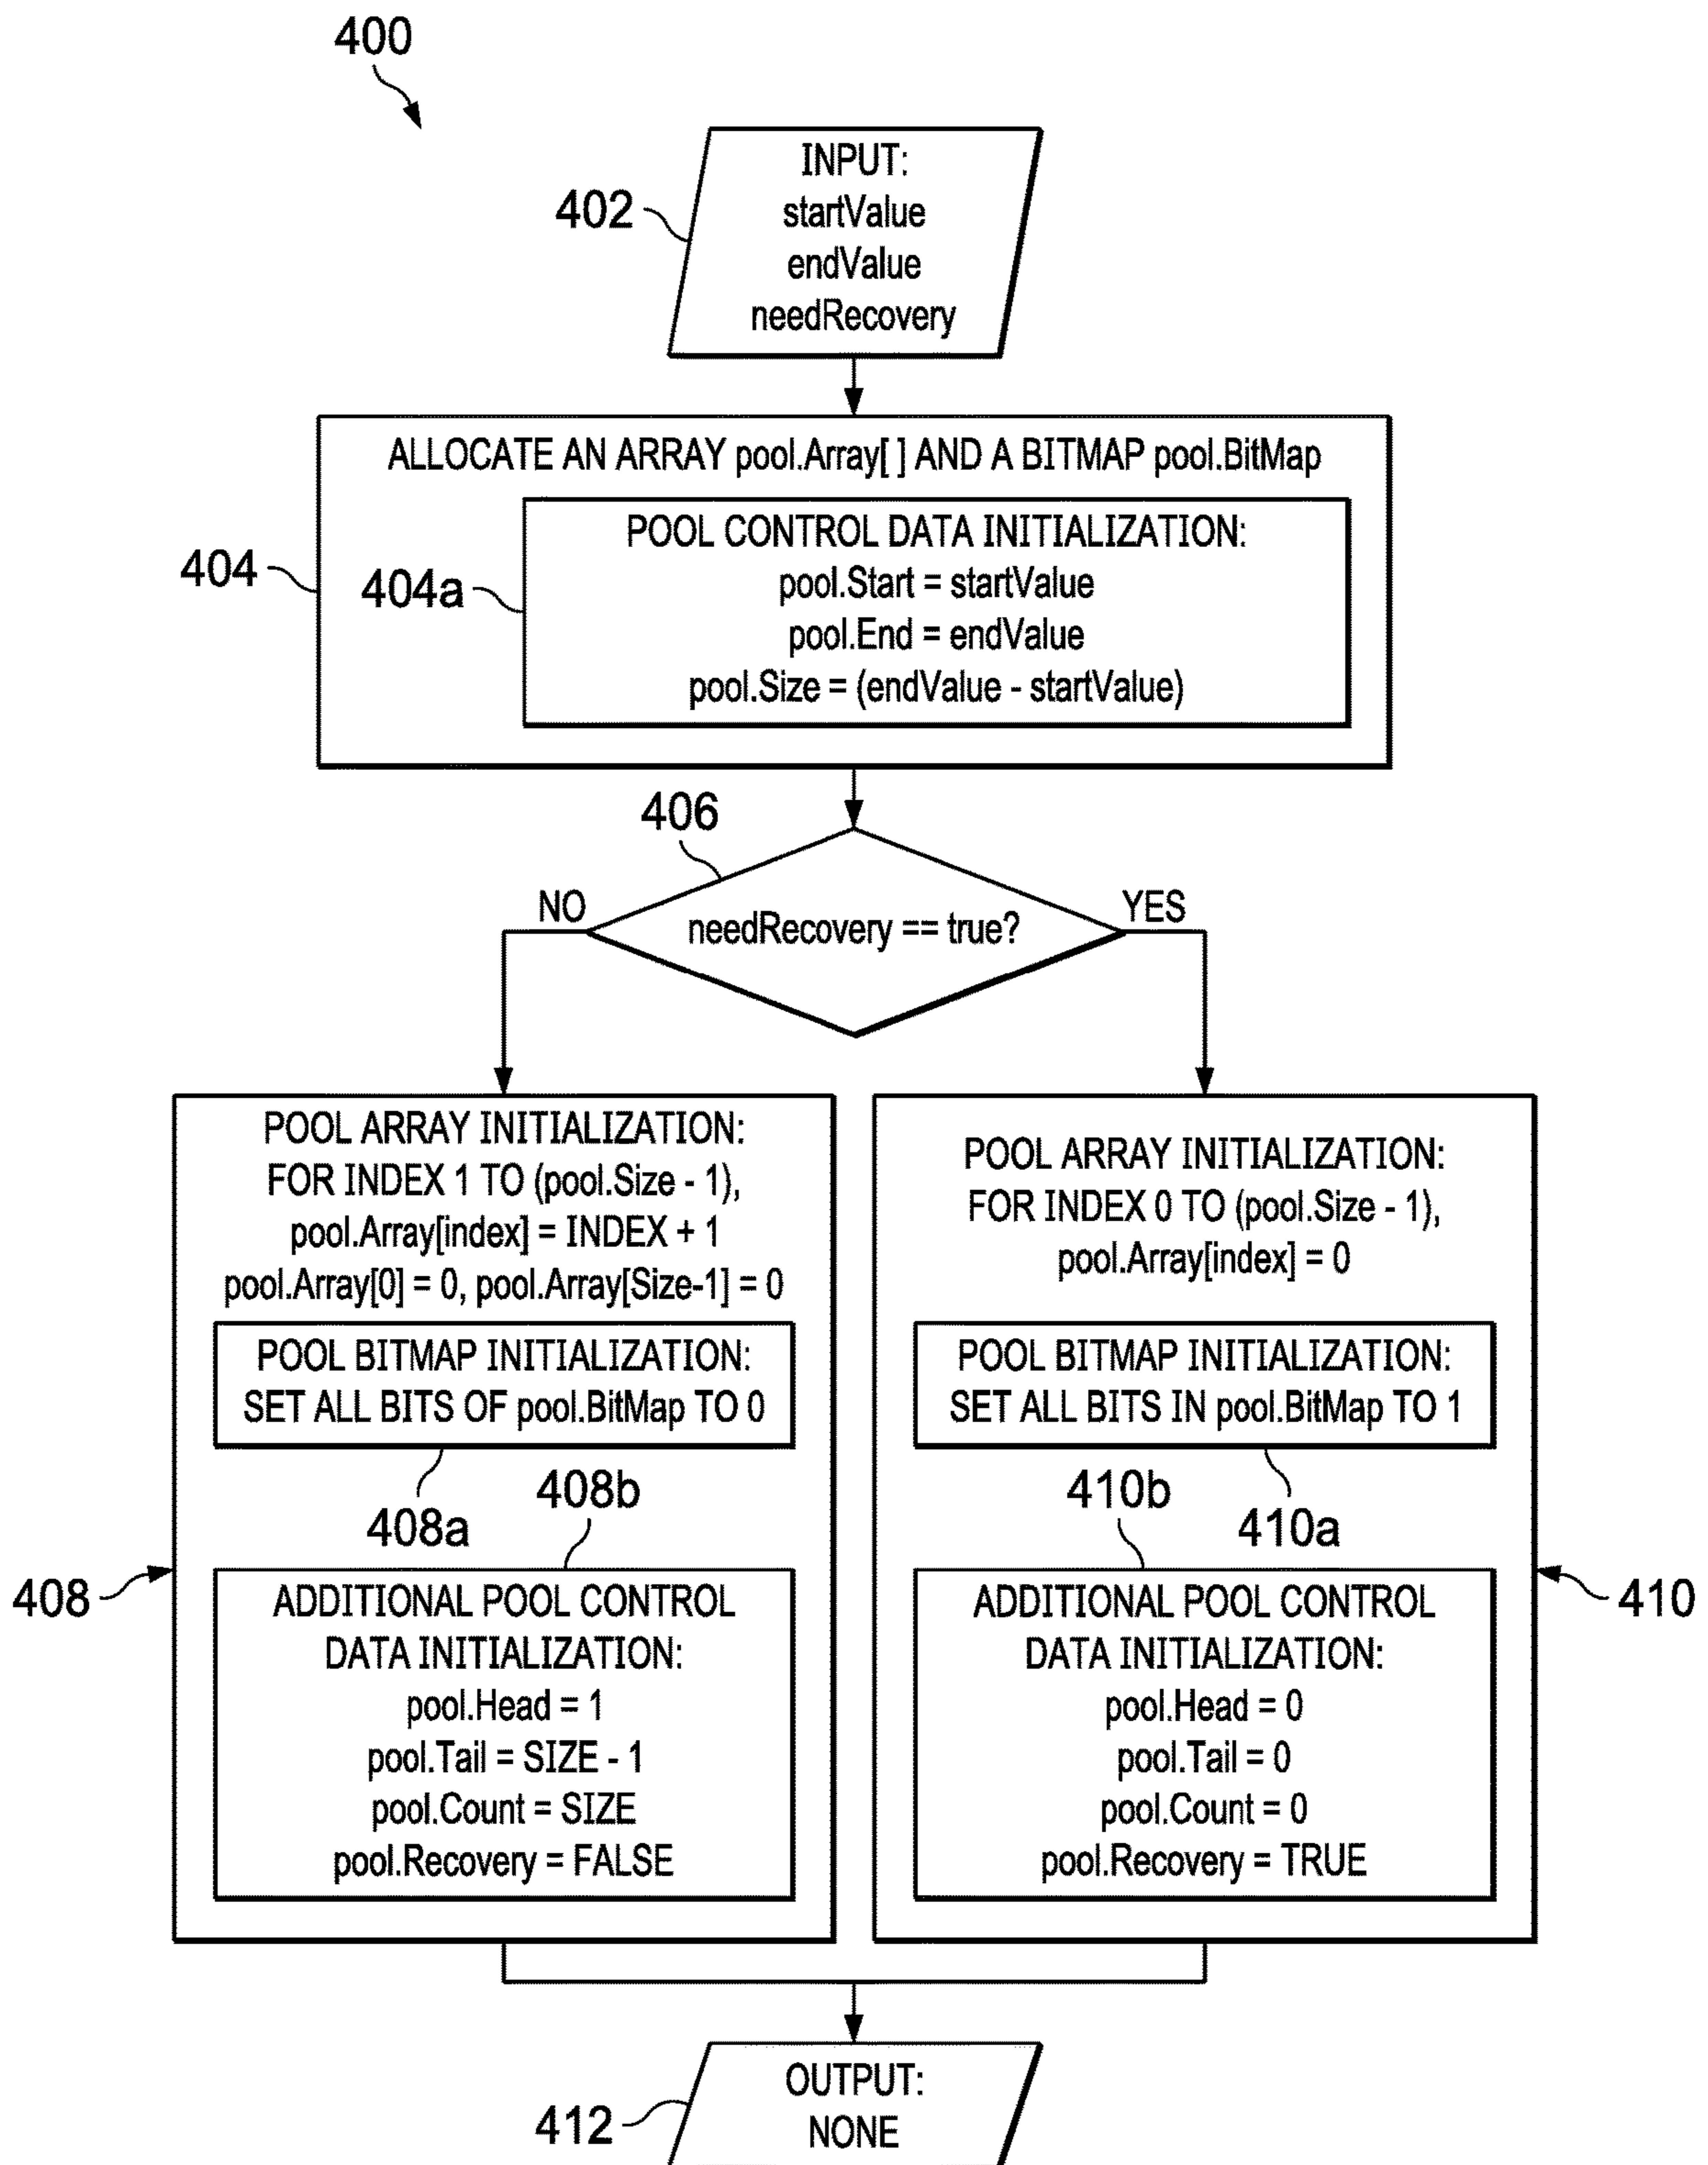 400
402
INPUT:
startValue
endValue
needRecovery
404
ALLOCATE AN ARRAY pool.Array[ ] AND A BITMAP pool.BitMap
404a
POOL CONTROL DATA INITIALIZATION:
pool.Start = startValue
pool.End = endValue
pool.Size = (endValue - startValue)
406
NO
needRecovery == true?
YES
408
POOL ARRAY INITIALIZATION:
FOR INDEX 1 TO (pool.Size - 1),
pool.Array[index] = INDEX + 1
pool.Array[0] = 0, pool.Array[Size-1] = 0
POOL BITMAP INITIALIZATION:
SET ALL BITS OF pool.BitMap TO 0
408a
408b
ADDITIONAL POOL CONTROL
DATA INITIALIZATION:
pool.Head = 1
pool.Tail = SIZE - 1
pool.Count = SIZE
pool.Recovery = FALSE
POOL ARRAY INITIALIZATION:
FOR INDEX 0 TO (pool.Size - 1),
pool.Array[index] = 0
POOL BITMAP INITIALIZATION:
SET ALL BITS IN pool.BitMap TO 1
410b
410a
ADDITIONAL POOL CONTROL
DATA INITIALIZATION:
pool.Head = 0
pool.Tail = 0
pool.Count = 0
pool.Recovery = TRUE
410
412
OUTPUT:
NONE